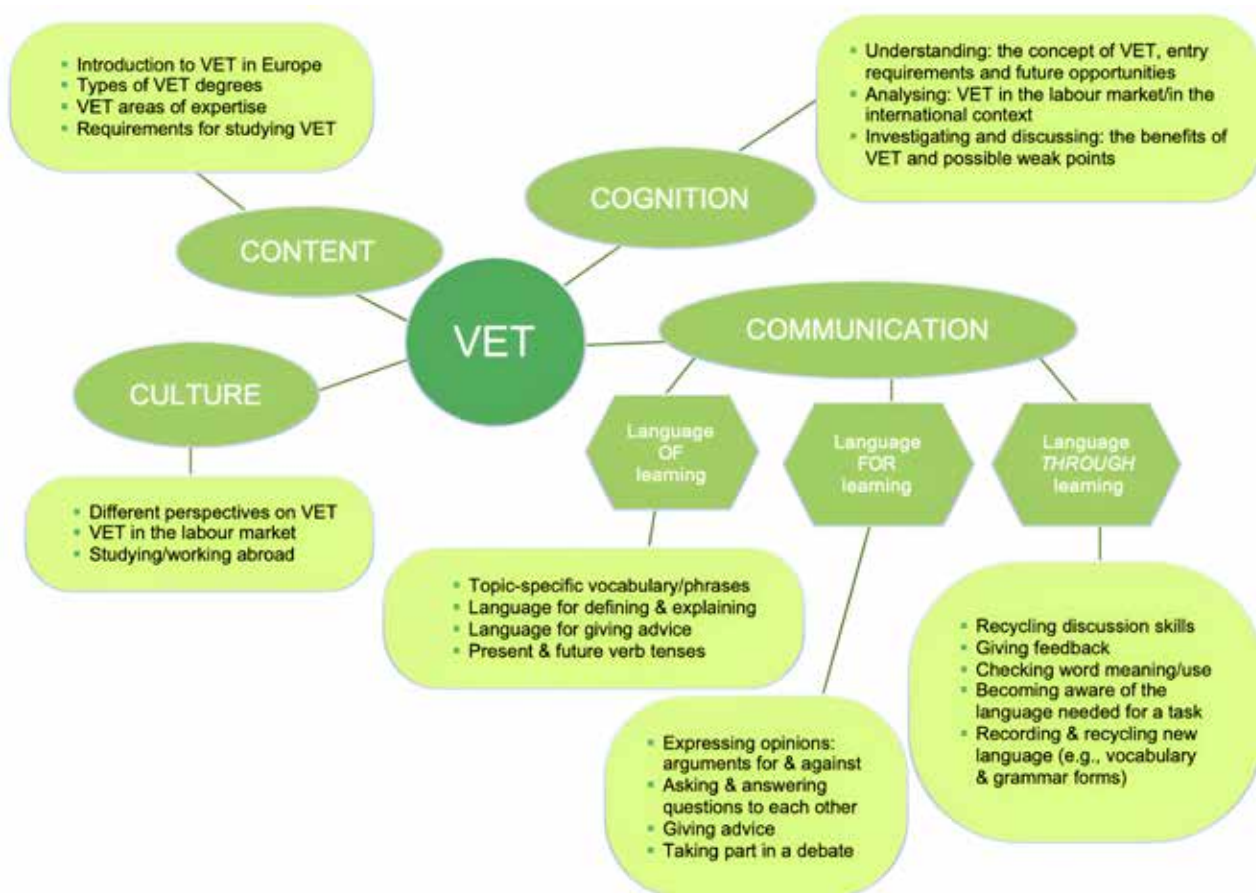 Introduction to VET in Europe
Types of VET degrees
VET areas of expertise
Requirements for studying VET
Understanding: the concept of VET, entry
requirements and future opportunities
Analysing: VET in the labour market/in the
international context
Investigating and discussing: the benefits of
VET and possible weak points
COGNITION
CONTENT
VET
COMMUNICATION
CULTURE
Language
OF
learning
Language
FOR
learning
Language
THROUGH
learning
Different perspectives on VET
VET in the labour market
Studying/working abroad
Topic-specific vocabulary/phrases
Language for defining & explaining
Language for giving advice
Present & future verb tenses
Expressing opinions:
arguments for & against
Asking & answering
questions to each other
Giving advice
Taking part in a debate
Recycling discussion skills
Giving feedback
Checking word meaning/use
Becoming aware of the
language needed for a task
Recording & recycling new
language (e.g., vocabulary
& grammar forms)